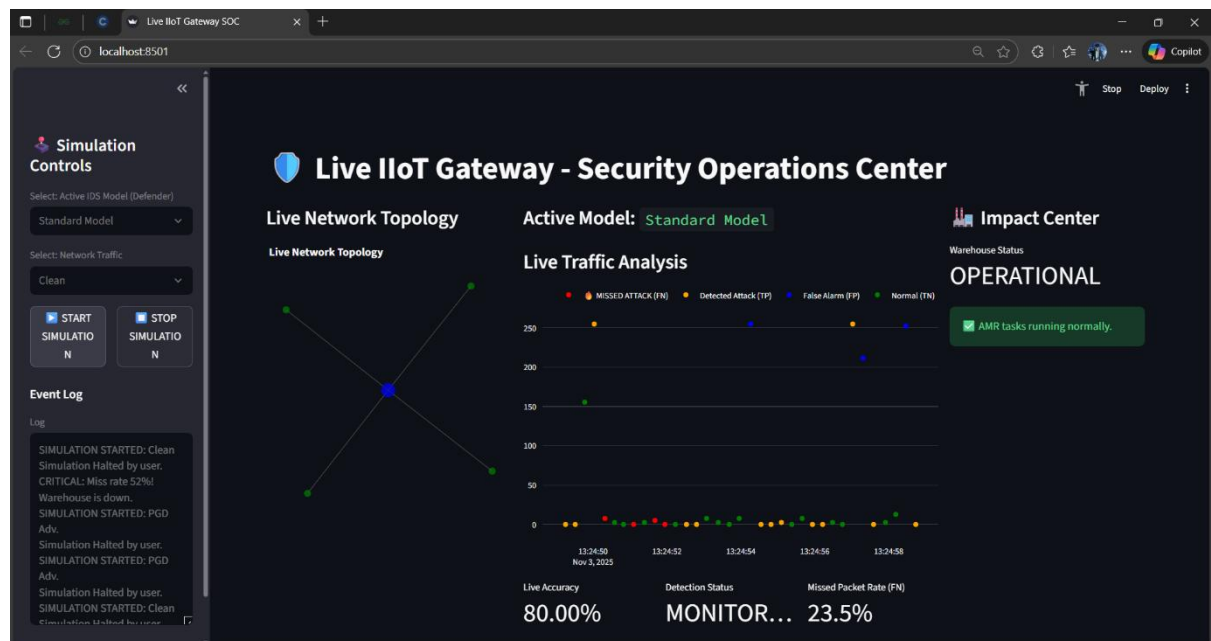 Live IIoT Gateway SOC
localhost:8501
Copilot
Stop Deploy
Simulation
Controls
Select: Active IDS Model (Defender)
Standard Model
Select: Network Traffic
Clean
START
SIMULATIO
N
STOP
SIMULATIO
N
Event Log
Log
SIMULATION STARTED: Clean
Simulation Halted by user.
CRITICAL: Miss rate 52%!
Warehouse is down.
SIMULATION STARTED: PGD
Adv.
Simulation Halted by user.
SIMULATION STARTED: PGD
Adv.
Simulation Halted by user.
SIMULATION STARTED: Clean
Simulation Halted by user.
Live IIoT Gateway - Security Operations Center
Live Network Topology
Live Network Topology
Active Model: Standard Model
Live Traffic Analysis
MISSED ATTACK (FN) Detected Attack (TP) False Alarm (FP) Normal (TN)
250
200
150
100
50
0
13:24:50 13:24:52 13:24:54 13:24:56 13:24:58
Nov 3, 2025
Live Accuracy Detection Status Missed Packet Rate (FN)
80.00% MONITOR... 23.5%
Impact Center
Warehouse Status
OPERATIONAL
AMR tasks running normally.